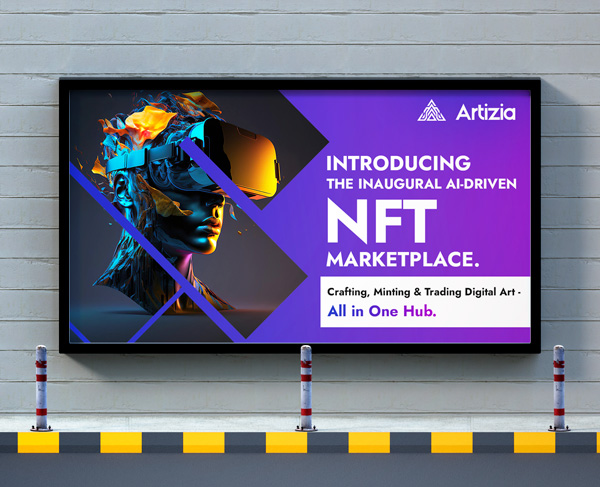 Artizia
INTRODUCING
THE INAUGURAL AI-DRIVEN
NFT
MARKETPLACE.
Crafting, Minting & Trading Digital Art -
All in One Hub.